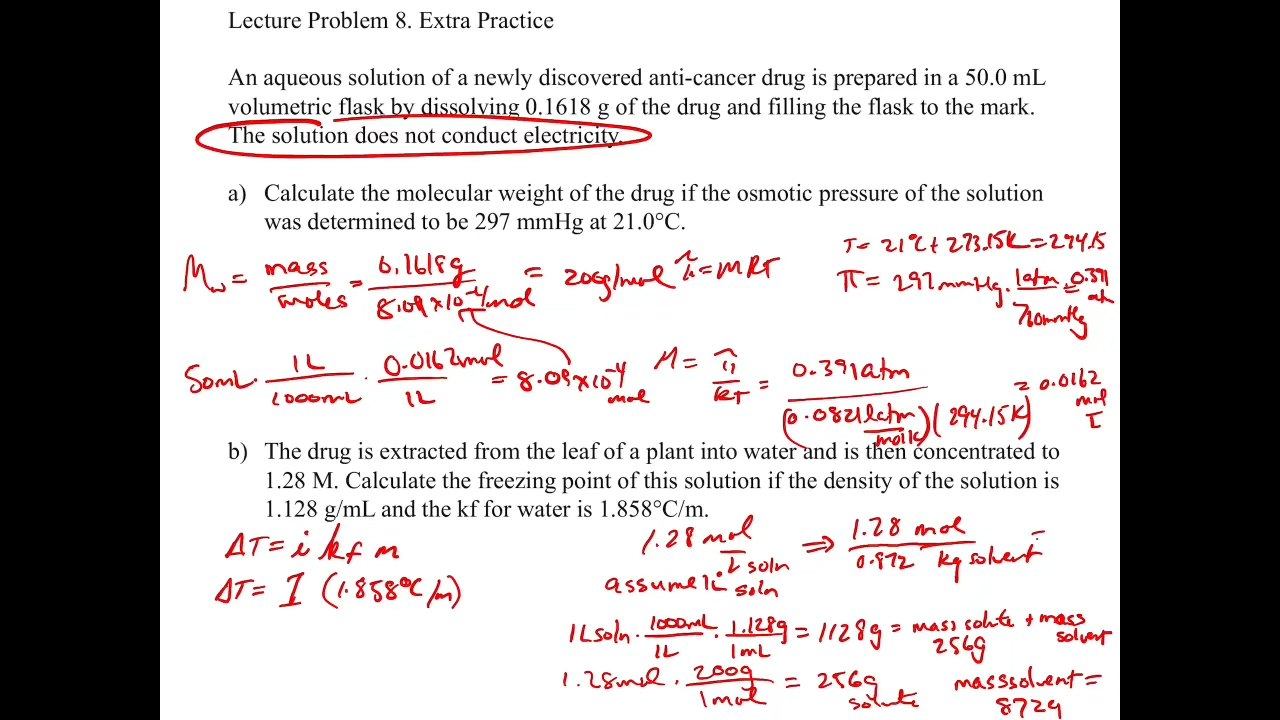 Lecture Problem 8. Extra Practice
An aqueous solution of a newly discovered anti-cancer drug is prepared in a 50.0 mL
volumetric flask by dissolving 0.1618 g of the drug and filling the flask to the mark.
The solution does not conduct electricity.
a) Calculate the molecular weight of the drug if the osmotic pressure of the solution
was determined to be 297 mmHg at 21.0°C.
T = 21°C + 273.15K = 294.15
Mw = mass/moles = 0.1618g/8.09×10⁻⁴mol = 200g/mol
π = MRT
π = 297mmHg · 1atm/760mmHg = 0.391 atm
50mL · 1L/1000mL · 0.0162mol/1L = 8.09×10⁻⁴ mol
M = π/RT = 0.391atm/(0.0821 Latm/molK)(294.15K) = 0.0162 mol/L
b) The drug is extracted from the leaf of a plant into water and is then concentrated to
1.28 M. Calculate the freezing point of this solution if the density of the solution is
1.128 g/mL and the kf for water is 1.858°C/m.
ΔT = i kf m
ΔT = I (1.858°C/m)
1.28 mol/L soln ⇒ 1.28 mol/0.872 kg solvent =
assume 1L soln
1L soln · 1000mL/1L · 1.128g/1mL = 1128g = mass solute + mass solvent
256g
1.28mol · 200g/1mol = 256g solute
mass solvent = 872g